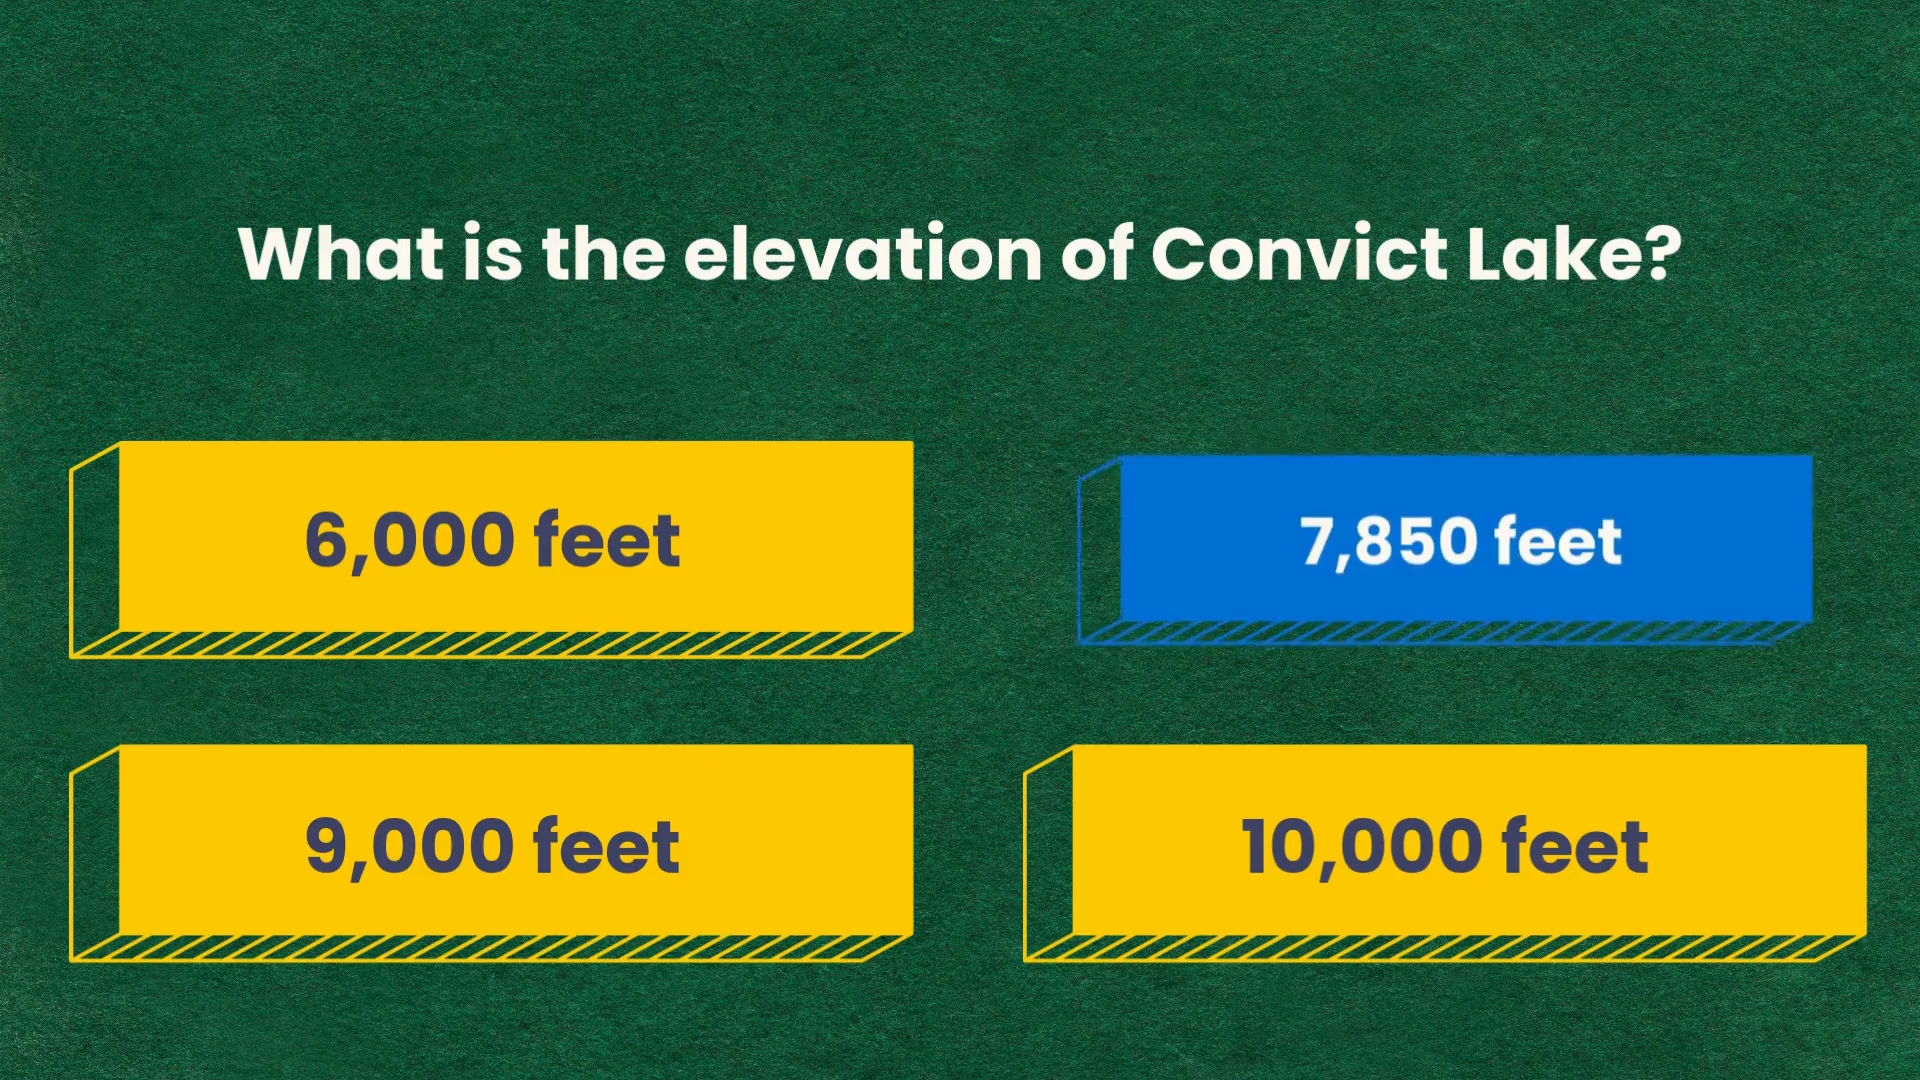 What is the elevation of Convict Lake?
6,000 feet
7,850 feet
9,000 feet
10,000 feet